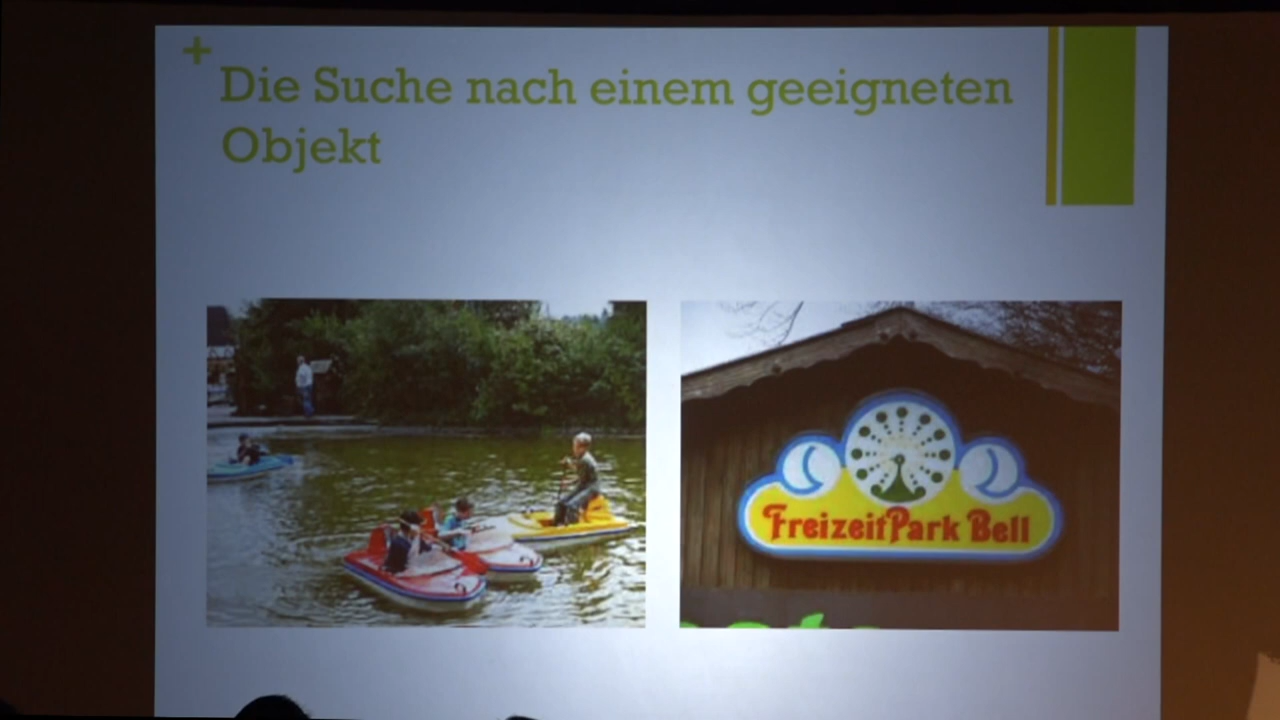 +
Die Suche nach einem geeigneten
Objekt
FreizeitPark Bell